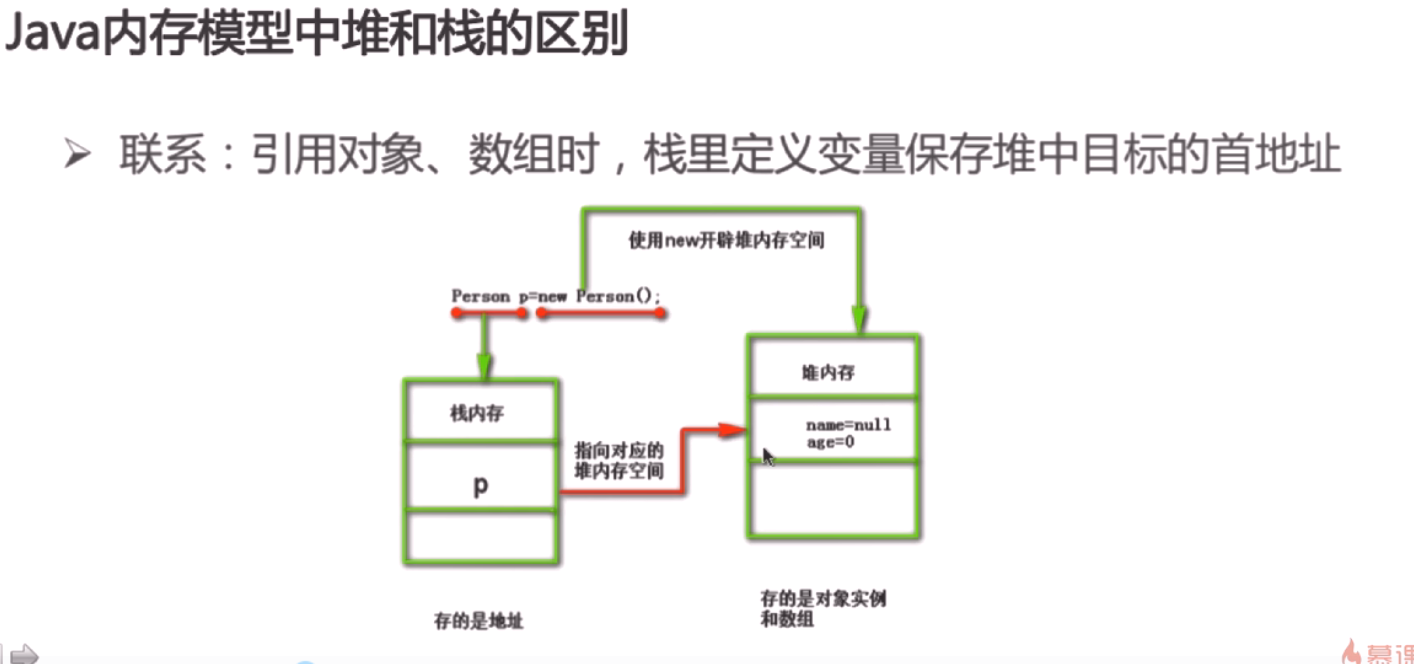 Java内存模型中堆和栈的区别
联系：引用对象、数组时，栈里定义变量保存堆中目标的首地址
使用new开辟堆内存空间
Person p=new Person();
堆内存
栈内存
name=null
age=0
指向对应的
堆内存空间
p
存的是对象实例
和数组
存的是地址
慕课